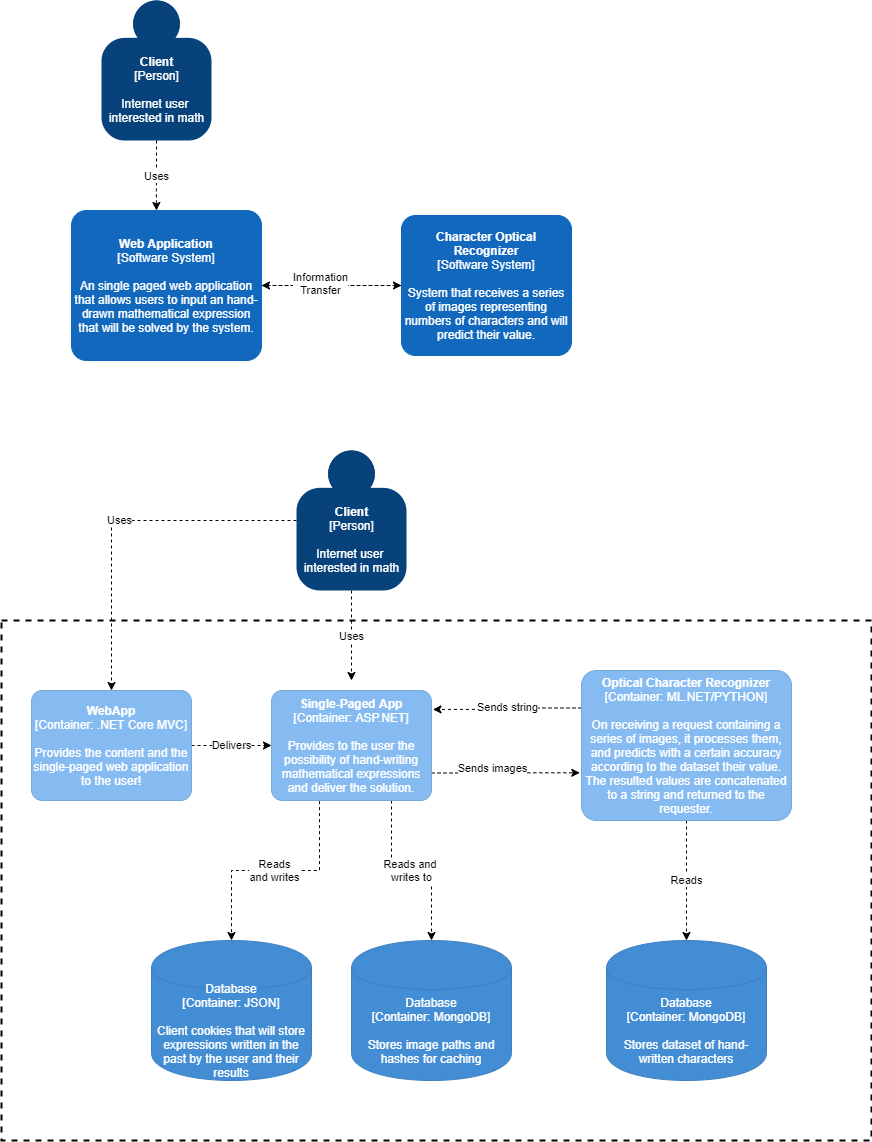 Client
[Person]
Internet user
interested in math
Uses
Web Application
[Software System]
An single paged web application
that allows users to input an hand-
drawn mathematical expression
that will be solved by the system.
Information
Transfer
Character Optical
Recognizer
[Software System]
System that receives a series
of images representing
numbers of characters and will
predict their value.
Client
[Person]
Internet user
interested in math
Uses
Uses
WebApp
[Container: .NET Core MVC]
Provides the content and the
single-paged web application
to the user!
Delivers
Single-Paged App
[Container: ASP.NET]
Provides to the user the
possibility of hand-writing
mathematical expressions
and deliver the solution.
Sends string
Sends images
Optical Character Recognizer
[Container: ML.NET/PYTHON]
On receiving a request containing a
series of images, it processes them,
and predicts with a certain accuracy
according to the dataset their value.
The resulted values are concatenated
to a string and returned to the
requester.
Reads
and writes
Reads and
writes to
Reads
Database
[Container: JSON]
Client cookies that will store
expressions written in the
past by the user and their
results
Database
[Container: MongoDB]
Stores image paths and
hashes for caching
Database
[Container: MongoDB]
Stores dataset of hand-
written characters